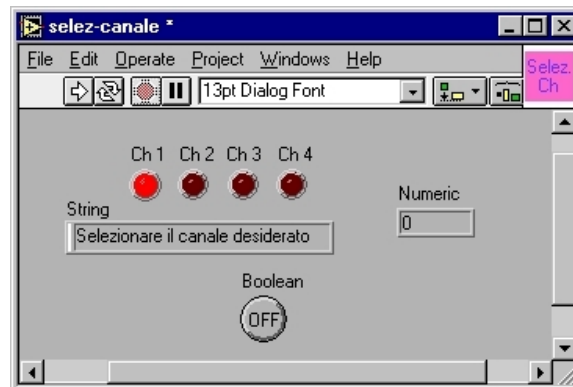 selez-canale *
File Edit Operate Project Windows Help
Selez.
Ch
13pt Dialog Font
Ch 1 Ch 2 Ch 3 Ch 4
String
Selezionare il canale desiderato
Numeric
0
Boolean
OFF